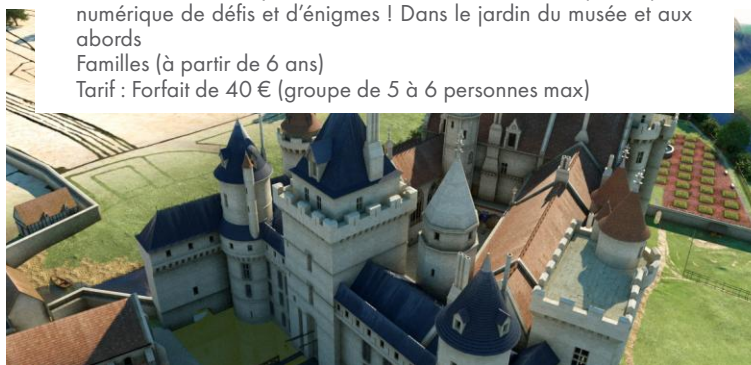 numérique de défis et d’énigmes ! Dans le jardin du musée et aux
abords
Familles (à partir de 6 ans)
Tarif : Forfait de 40 € (groupe de 5 à 6 personnes max)